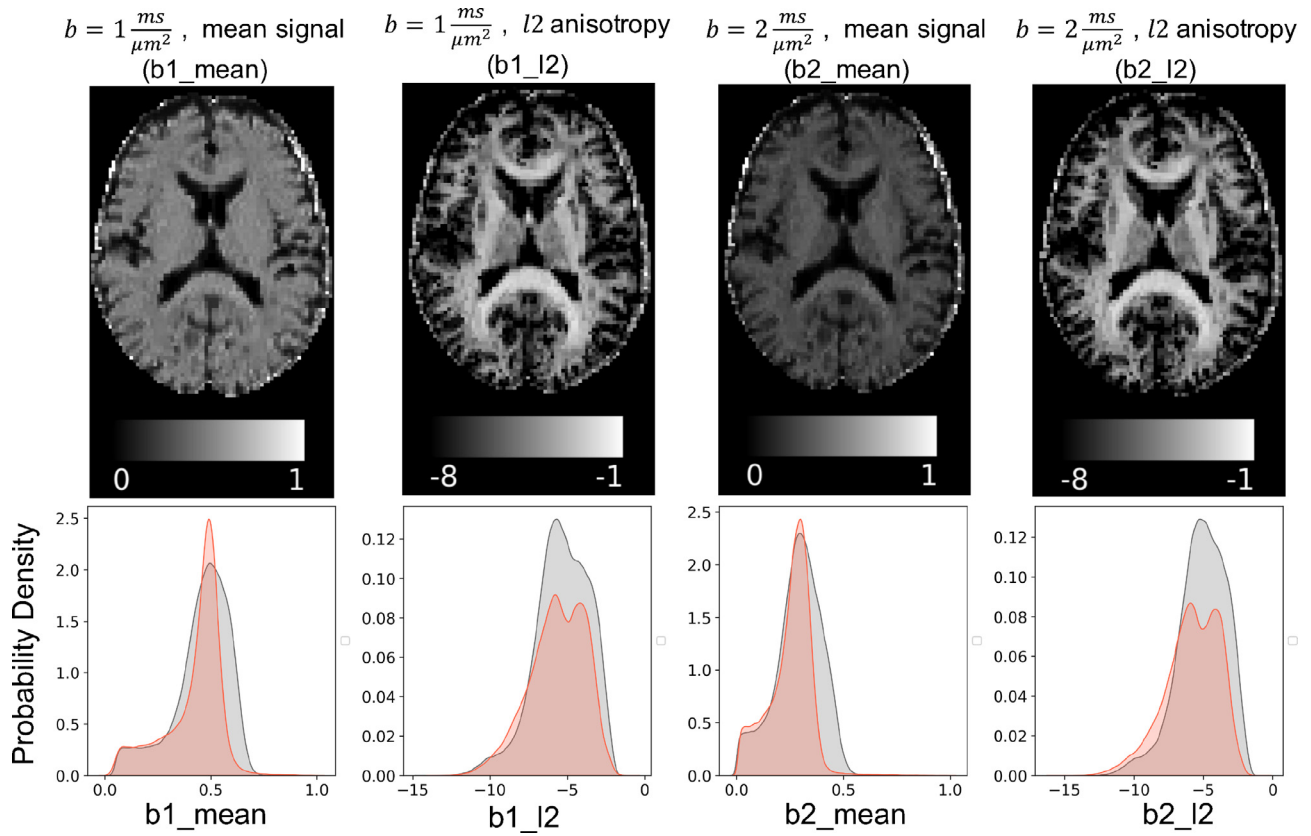 b = 1 ms/μm² , mean signal
(b1_mean)
b = 1 ms/μm² , l2 anisotropy
(b1_l2)
b = 2 ms/μm² , mean signal
(b2_mean)
b = 2 ms/μm² , l2 anisotropy
(b2_l2)
0 1
-8 -1
0 1
-8 -1
Probability Density
2.5
2.0
1.5
1.0
0.5
0.0
0.0 0.5 1.0
b1_mean
0.12
0.10
0.08
0.06
0.04
0.02
0.00
−15 −10 −5 0
b1_l2
2.5
2.0
1.5
1.0
0.5
0.0
0.0 0.5 1.0
b2_mean
0.12
0.10
0.08
0.06
0.04
0.02
0.00
−15 −10 −5 0
b2_l2